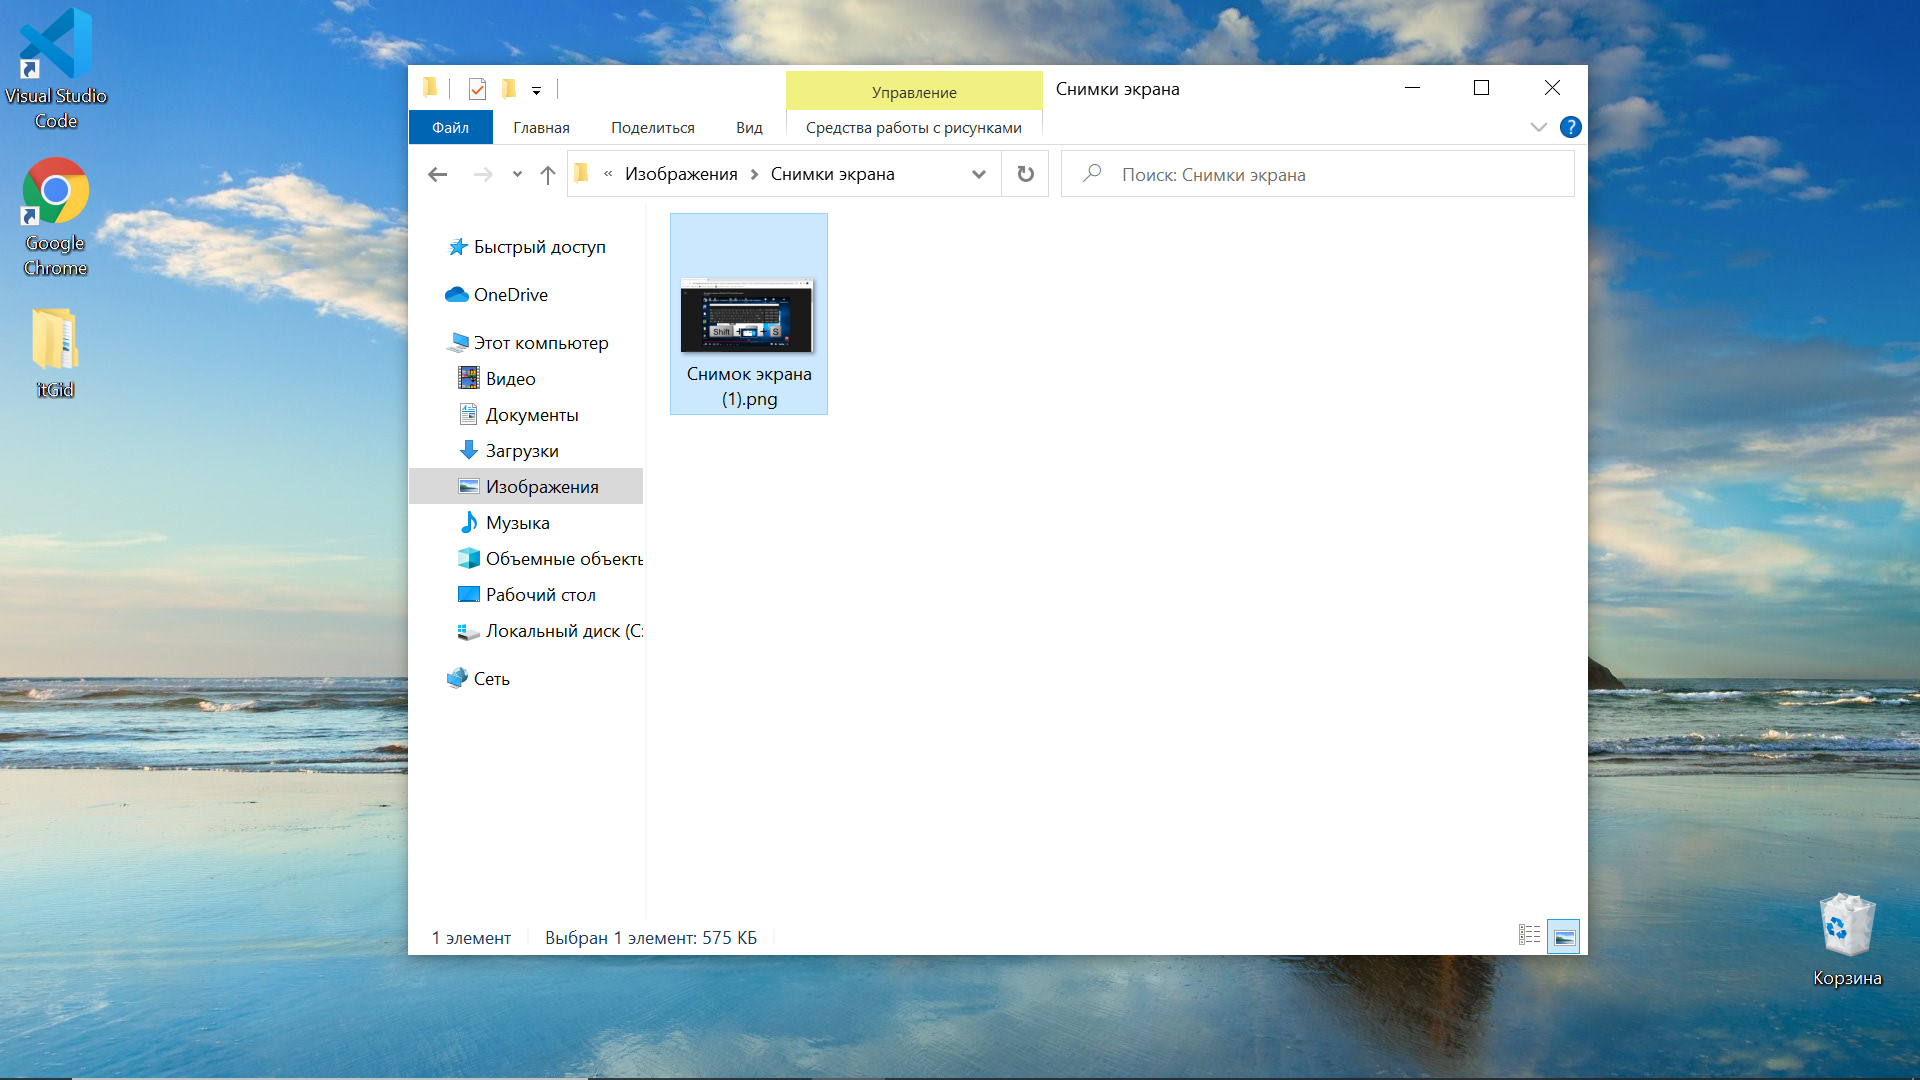 Visual Studio
Code
Google
Chrome
itGid
Управление
Снимки экрана
Файл
Главная
Поделиться
Вид
Средства работы с рисунками
?
«
Изображения
Снимки экрана
Поиск: Снимки экрана
Быстрый доступ
OneDrive
Этот компьютер
Видео
Документы
Загрузки
Изображения
Музыка
Объемные объекты
Рабочий стол
Локальный диск (C:
Сеть
Shift + + S
Снимок экрана
(1).png
1 элемент
Выбран 1 элемент: 575 КБ
Корзина